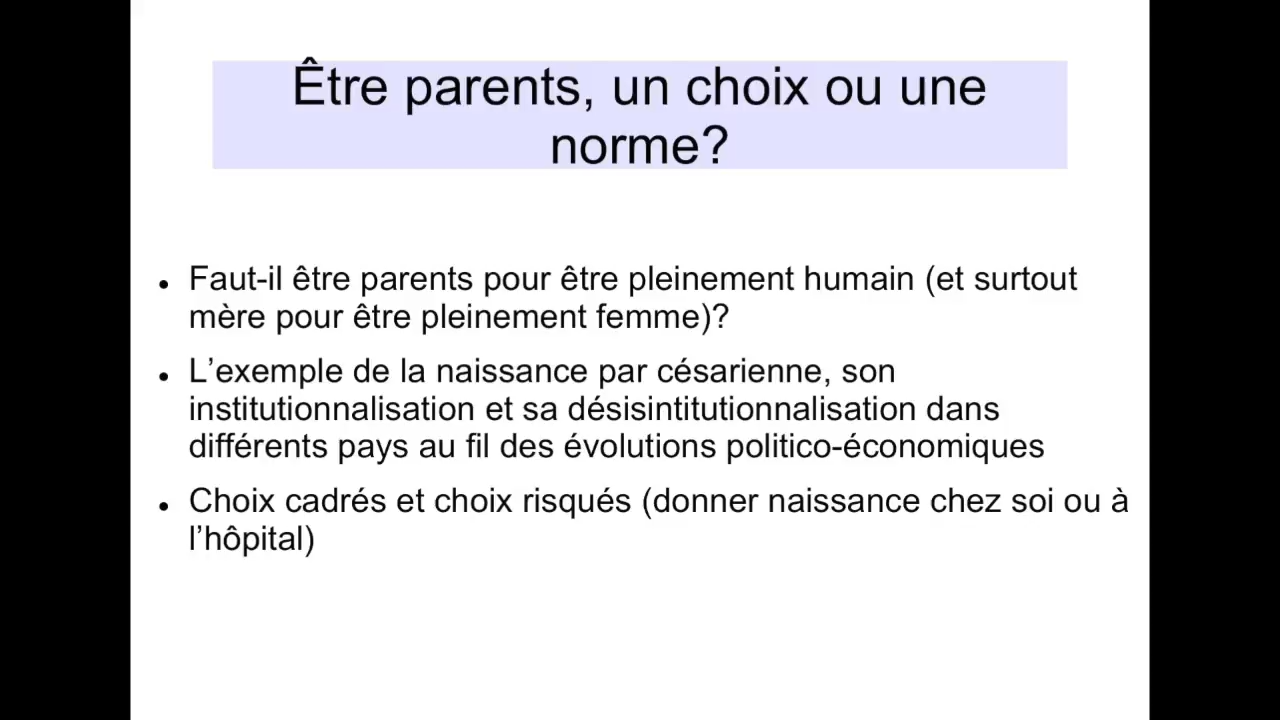 Être parents, un choix ou une
norme?
• Faut-il être parents pour être pleinement humain (et surtout
mère pour être pleinement femme)?
• L’exemple de la naissance par césarienne, son
institutionnalisation et sa désisintitutionnalisation dans
différents pays au fil des évolutions politico-économiques
• Choix cadrés et choix risqués (donner naissance chez soi ou à
l’hôpital)